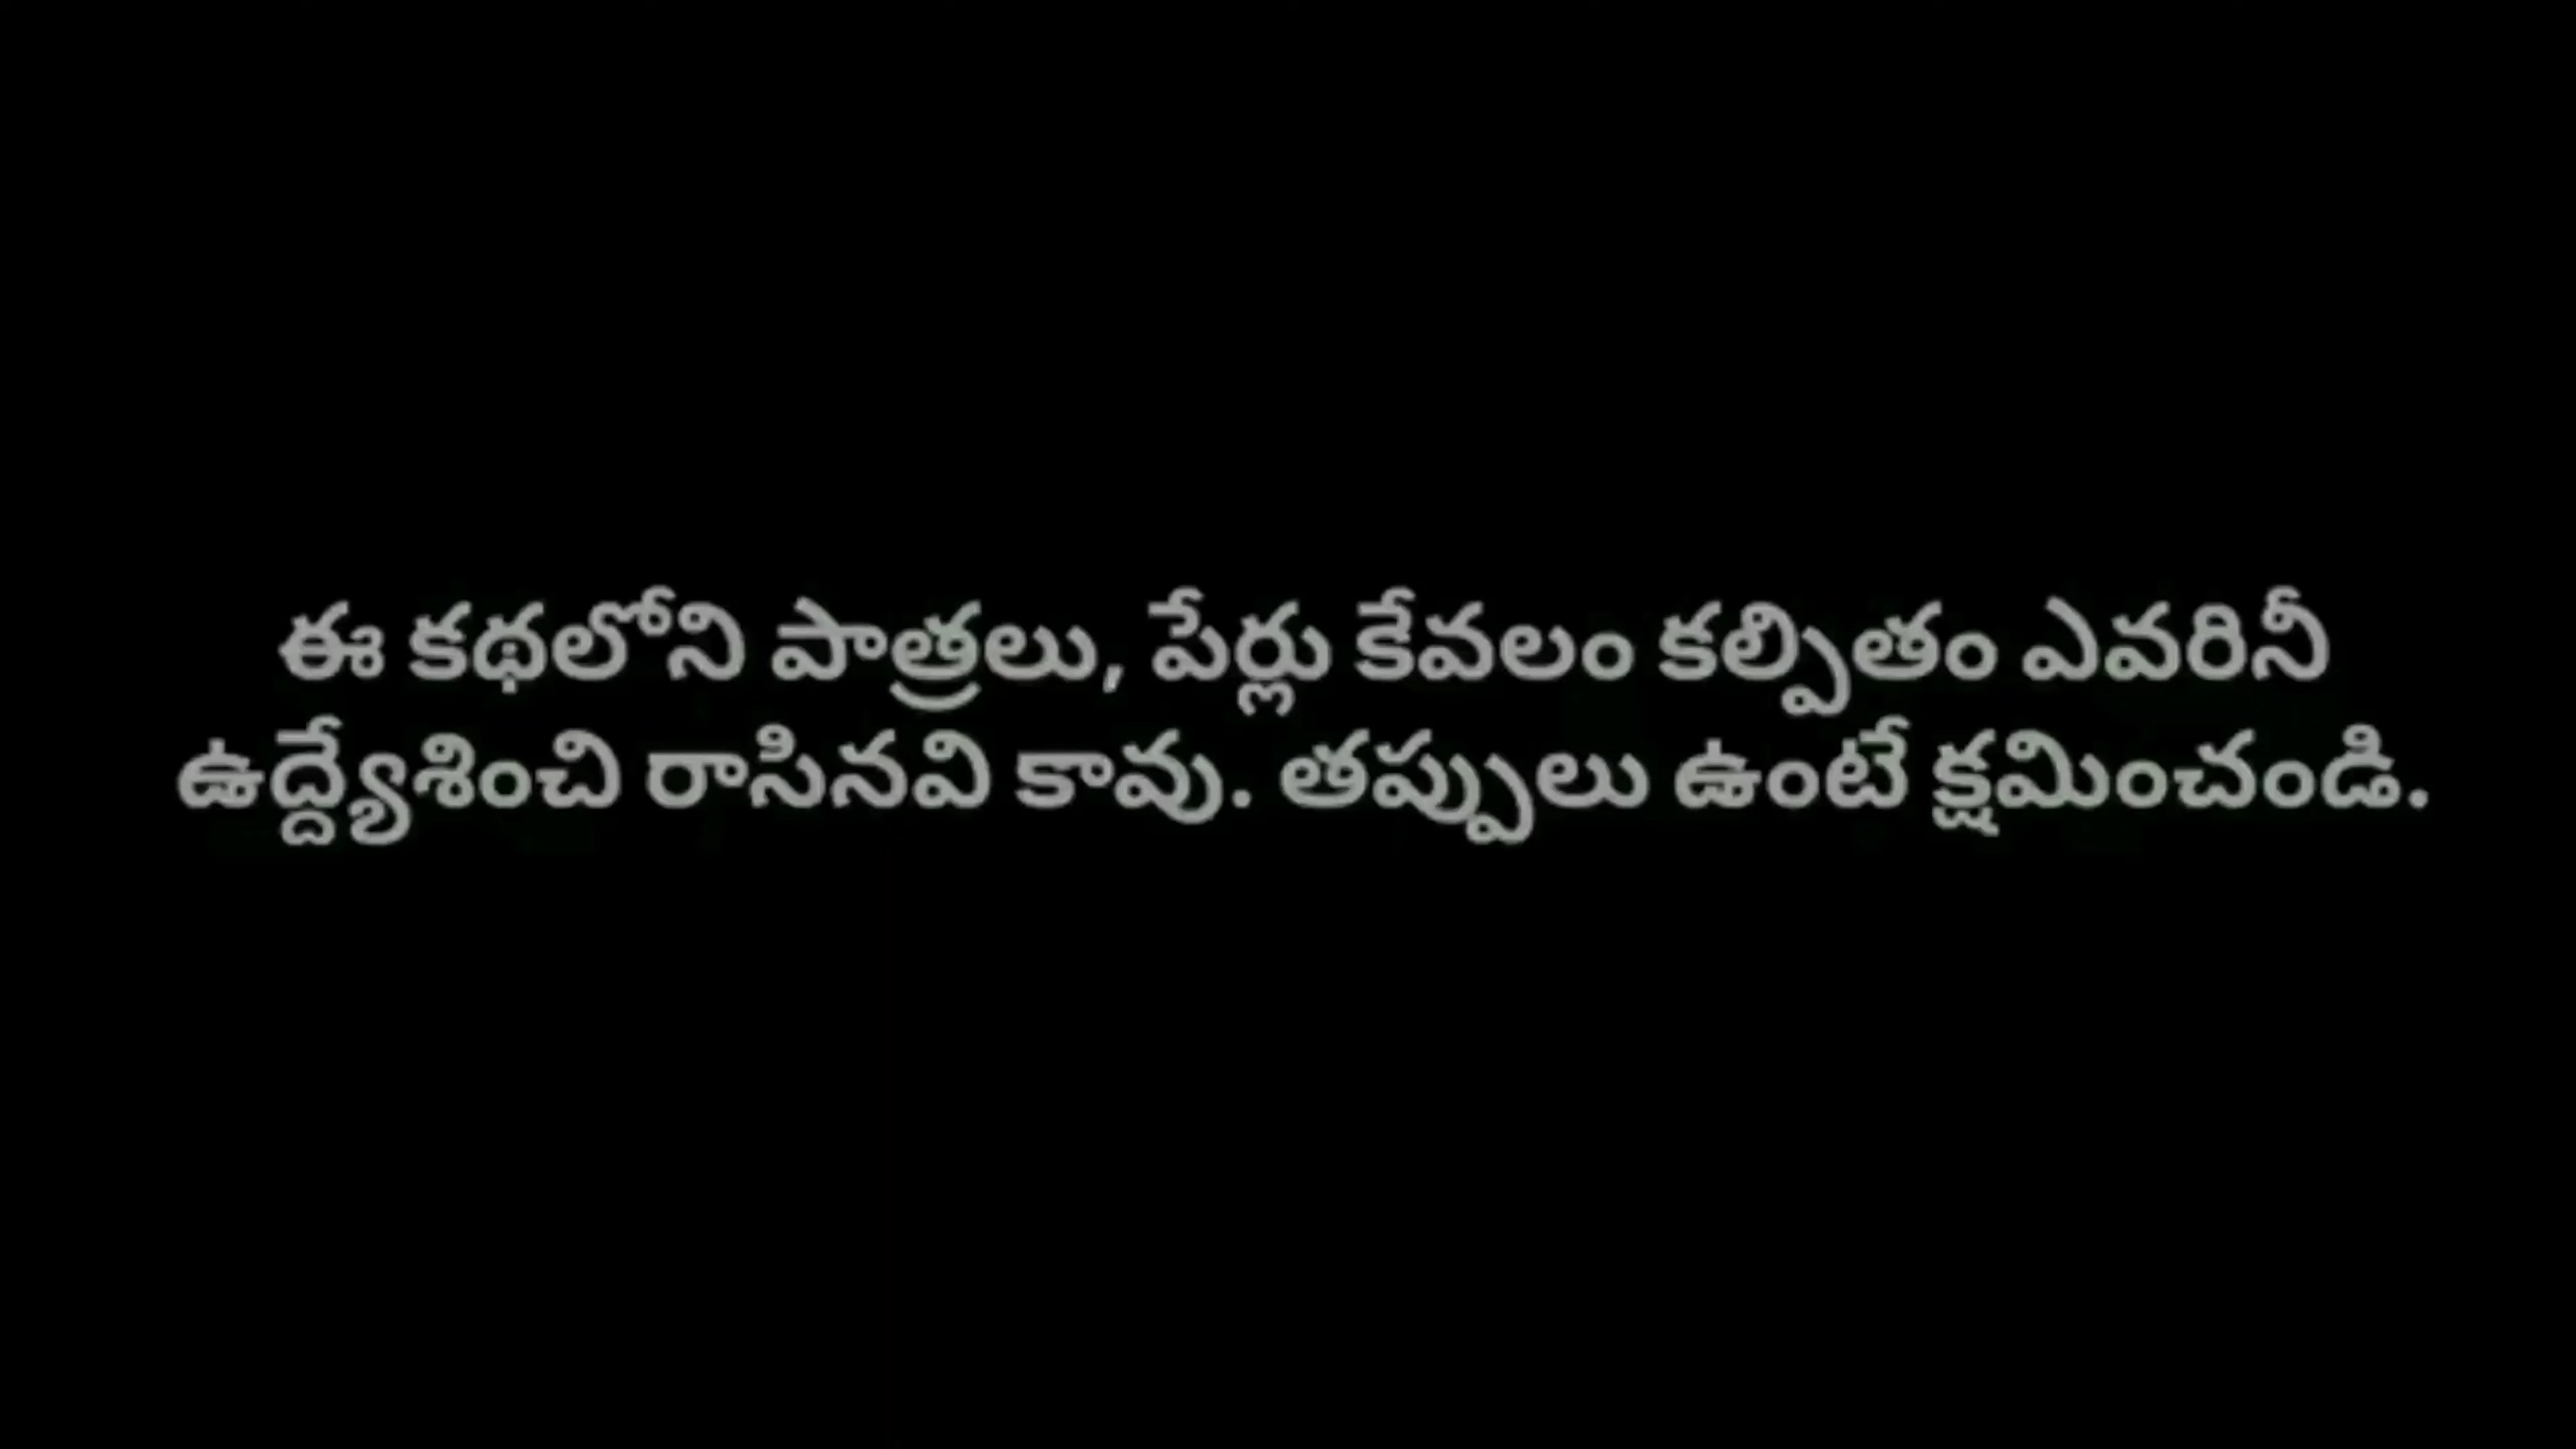 ఈ కథలోని పాత్రలు, పేర్లు కేవలం కల్పితం ఎవరినీ
ఉద్ద్యేశించి రాసినవి కావు. తప్పులు ఉంటే క్షమించండి.